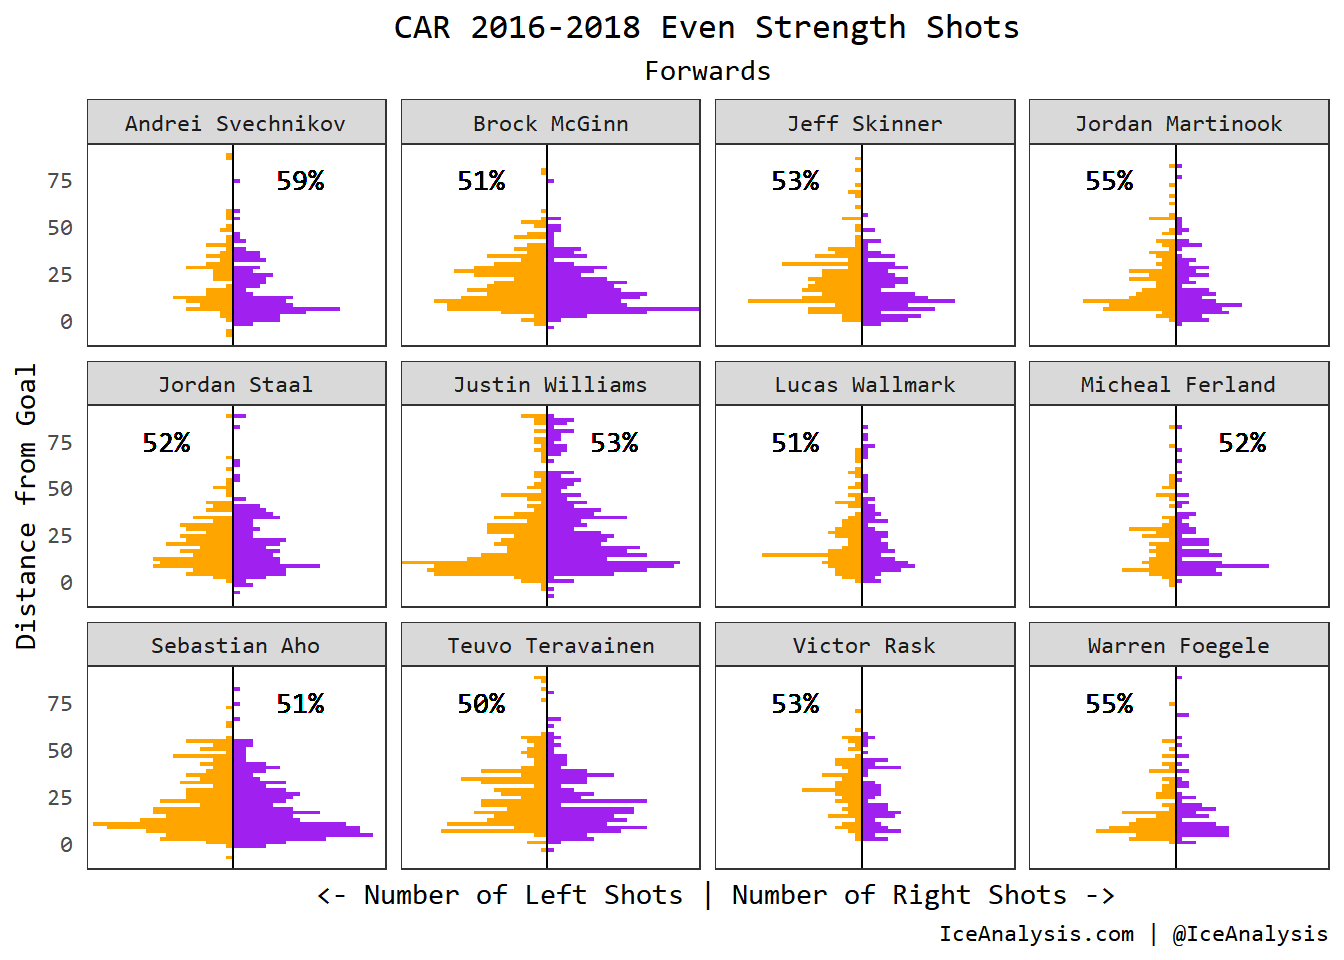 CAR 2016-2018 Even Strength Shots
Forwards
Andrei Svechnikov
Brock McGinn
Jeff Skinner
Jordan Martinook
75
50
25
0
59%
51%
53%
55%
Jordan Staal
Justin Williams
Lucas Wallmark
Micheal Ferland
75
50
25
0
52%
53%
51%
52%
Sebastian Aho
Teuvo Teravainen
Victor Rask
Warren Foegele
75
50
25
0
51%
50%
53%
55%
Distance from Goal
<- Number of Left Shots | Number of Right Shots ->
IceAnalysis.com | @IceAnalysis